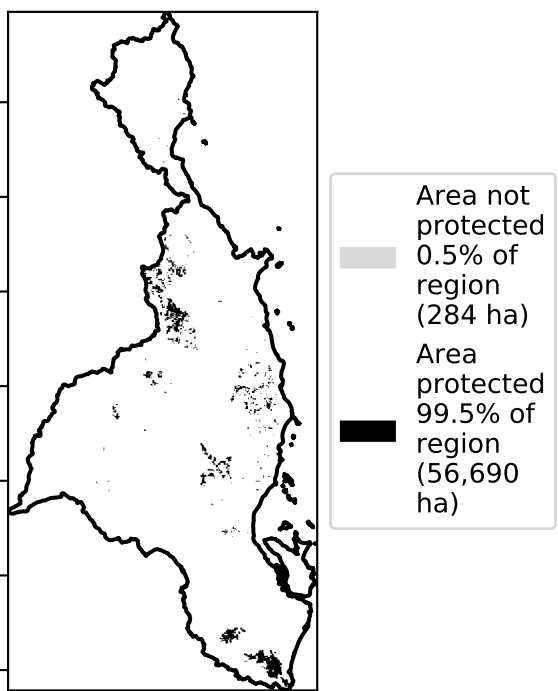 Area not
protected
0.5% of
region
(284 ha)
Area
protected
99.5% of
region
(56,690
ha)